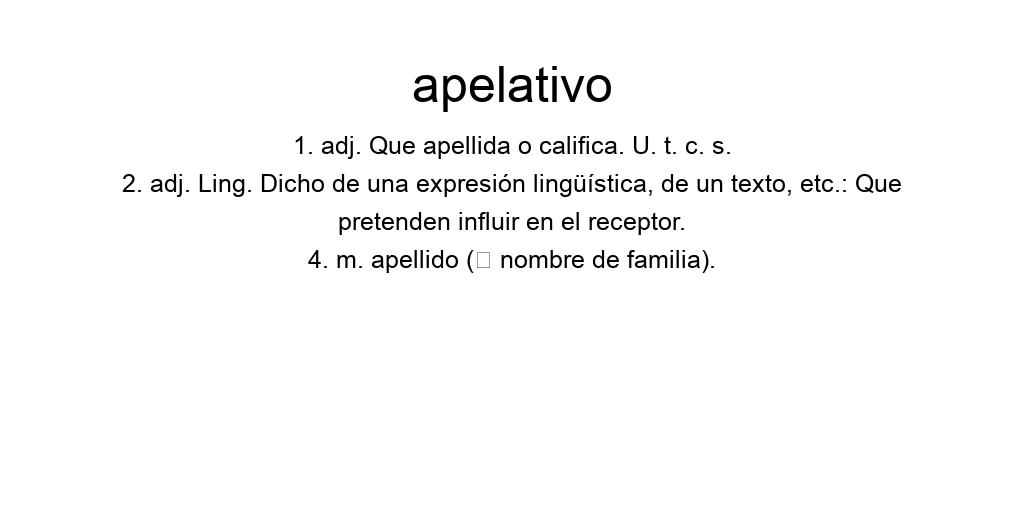 apelativo
1. adj. Que apellida o califica. U. t. c. s.
2. adj. Ling. Dicho de una expresión lingüística, de un texto, etc.: Que
pretenden influir en el receptor.
4. m. apellido (□ nombre de familia).